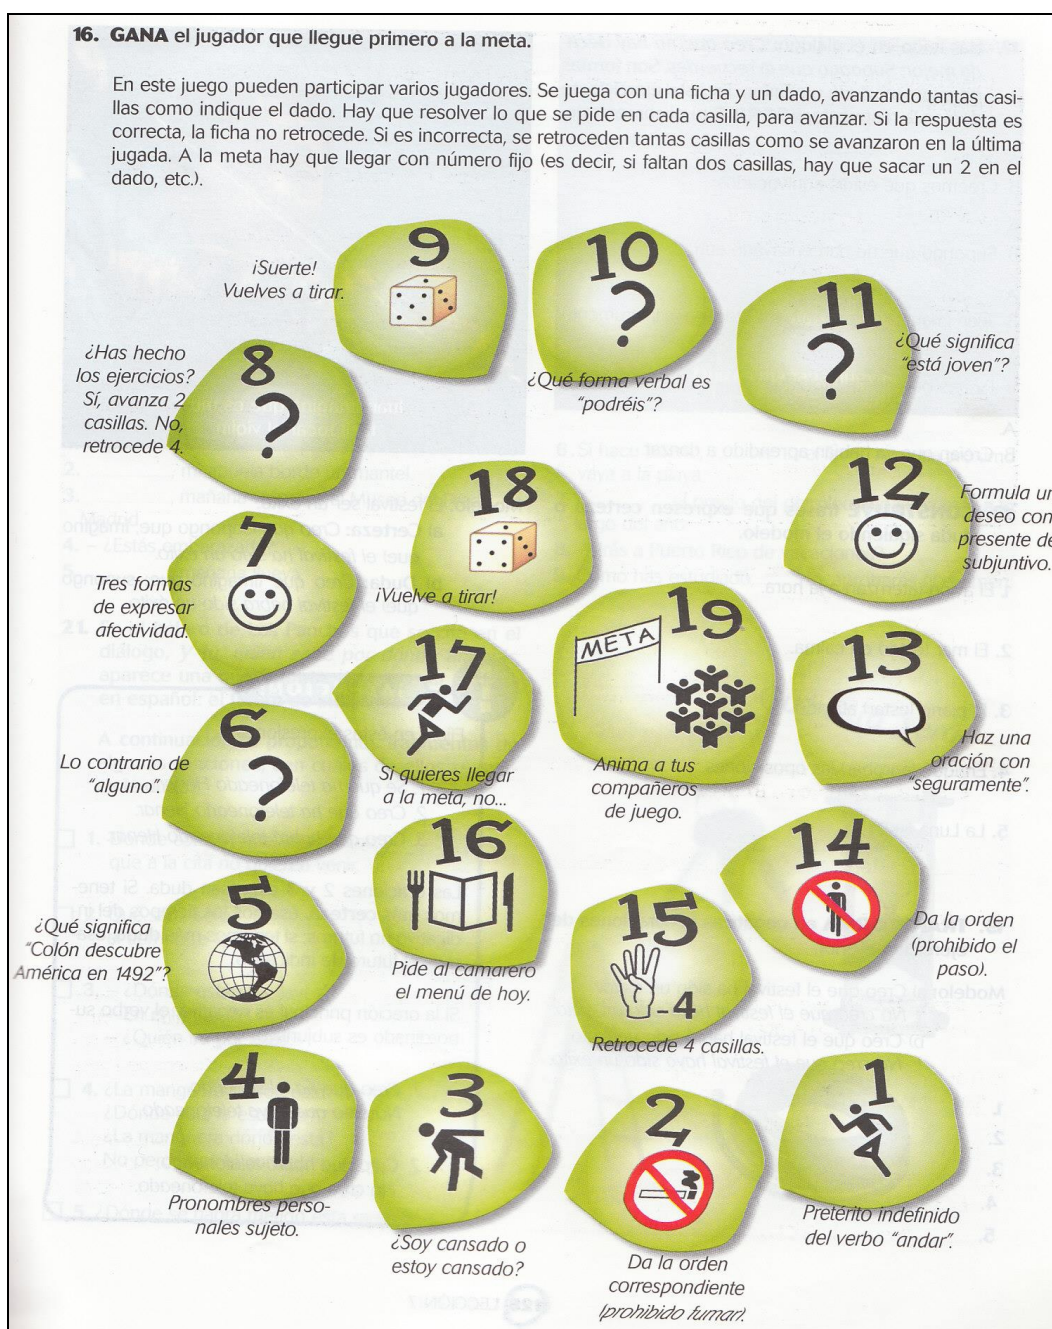 16. GANA el jugador que llegue primero a la meta.
En este juego pueden participar varios jugadores. Se juega con una ficha y un dado, avanzando tantas casi-
llas como indique el dado. Hay que resolver lo que se pide en cada casilla, para avanzar. Si la respuesta es
correcta, la ficha no retrocede. Si es incorrecta, se retroceden tantas casillas como se avanzaron en la última
jugada. A la meta hay que llegar con número fijo (es decir, si faltan dos casillas, hay que sacar un 2 en el
dado, etc.).
9
¡Suerte!
Vuelves a tirar.
10
?
¿Qué forma verbal es
"podréis"?
11
?
¿Qué significa
"está joven"?
8
?
¿Has hecho
los ejercicios?
Sí, avanza 2
casillas. No,
retrocede 4.
18
¡Vuelve a tirar!
12
Formula un
deseo con
presente de
subjuntivo.
7
Tres formas
de expresar
afectividad.
17
Si quieres llegar
a la meta, no...
19
META
Anima a tus
compañeros
de juego.
13
Haz una
oración con
"seguramente".
6
?
Lo contrario de
"alguno".
16
Pide al camarero
el menú de hoy.
14
Da la orden
(prohibido el
paso).
5
¿Qué significa
"Colón descubre
América en 1492"?
15
-4
Retrocede 4 casillas.
4
Pronombres perso-
nales sujeto.
3
¿Soy cansado o
estoy cansado?
2
Da la orden
correspondiente
(prohibido fumar).
1
Pretérito indefinido
del verbo "andar".